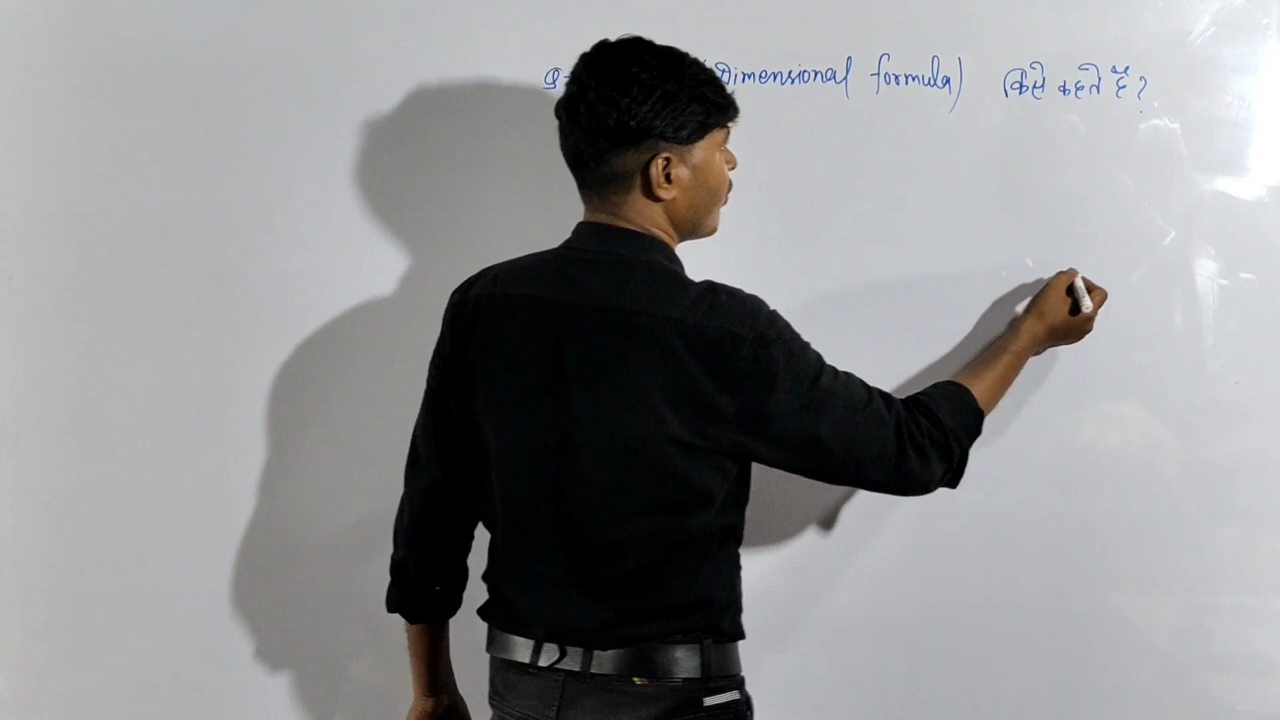 Q- (Dimensional formula) किसे कहते हैं?